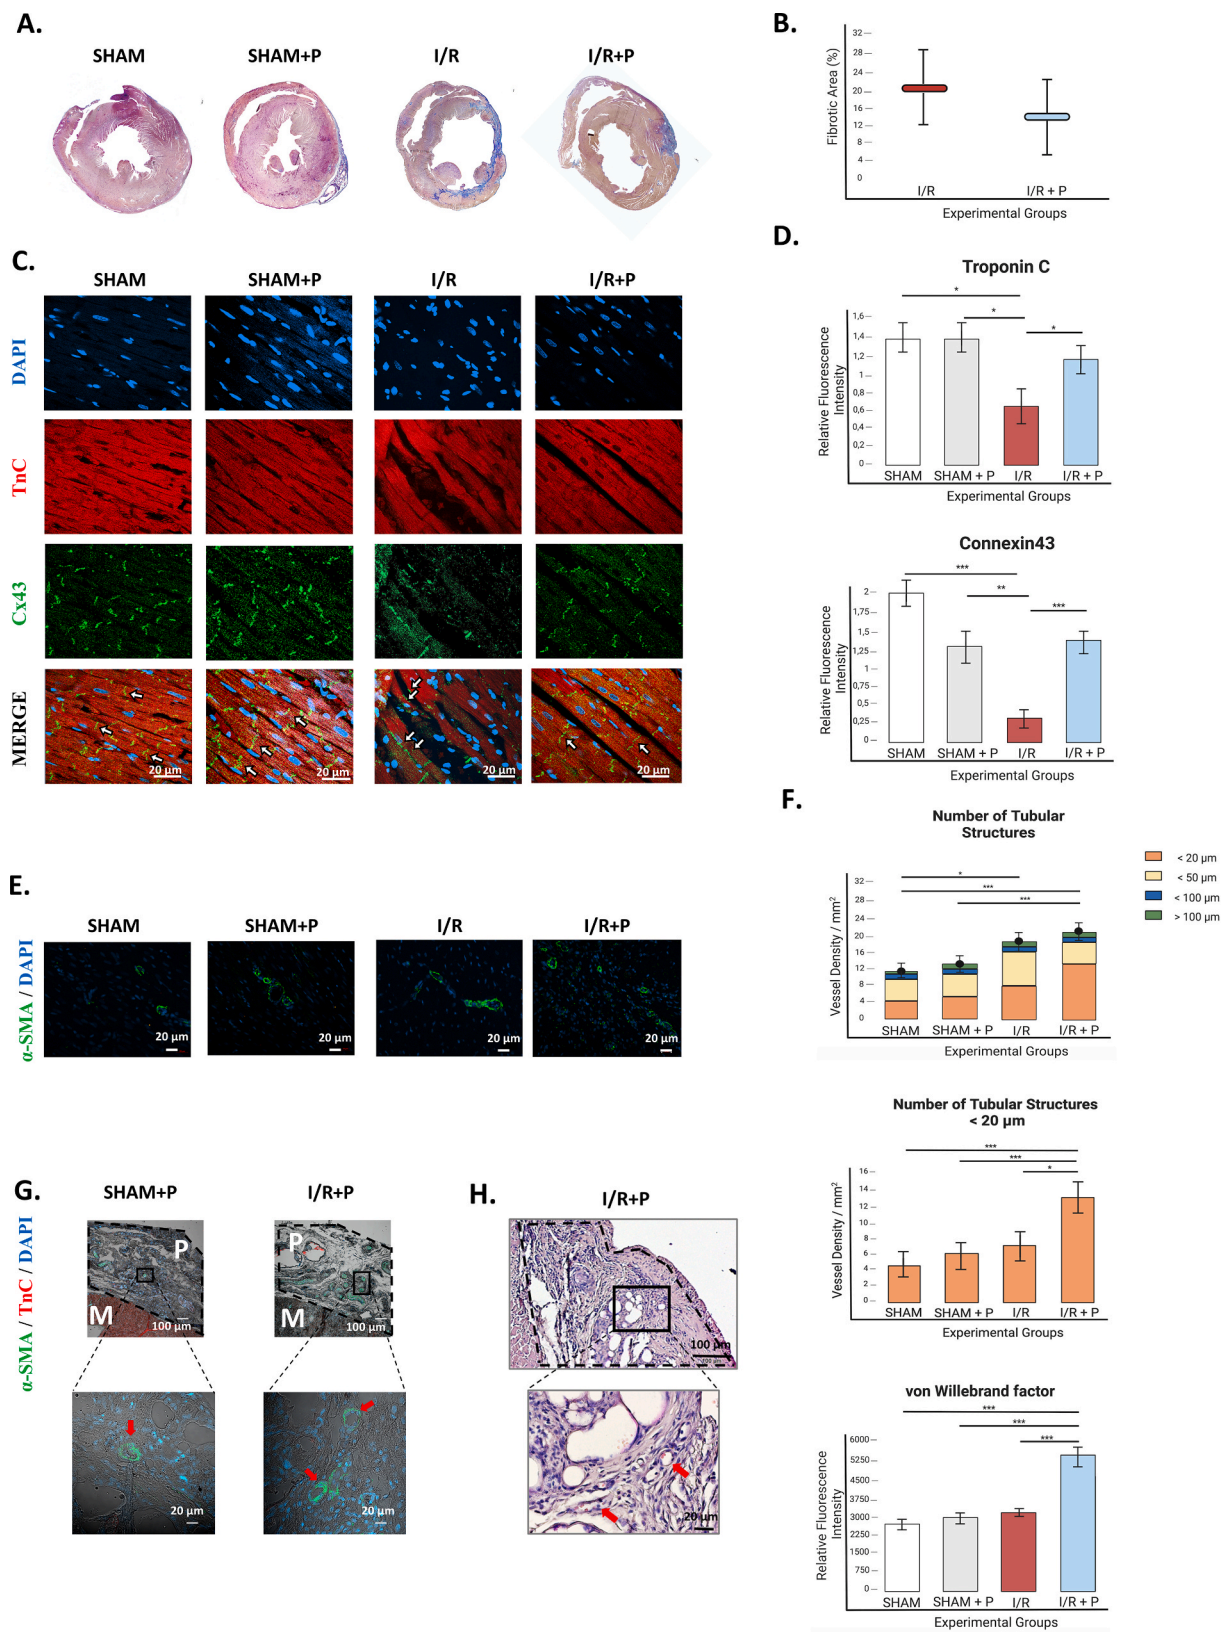 A.
SHAM
SHAM+P
I/R
I/R+P
B.
Fibrotic Area (%)
32
28
24
20
16
12
8
4
0
I/R
I/R + P
Experimental Groups
C.
SHAM
SHAM+P
I/R
I/R+P
DAPI
TnC
Cx43
MERGE
20 µm
20 µm
20 µm
20 µm
D.
Troponin C
*
*
*
Relative Fluorescence
Intensity
1,6
1,4
1,2
1
0,8
0,6
0,4
0,2
0
SHAM
SHAM + P
I/R
I/R + P
Experimental Groups
Connexin43
***
**
***
Relative Fluorescence
Intensity
2
1,75
1,5
1,25
1
0,75
0,5
0,25
0
SHAM
SHAM + P
I/R
I/R + P
Experimental Groups
E.
SHAM
SHAM+P
I/R
I/R+P
α-SMA / DAPI
20 µm
20 µm
20 µm
20 µm
F.
Number of Tubular
Structures
< 20 µm
< 50 µm
< 100 µm
> 100 µm
*
***
***
Vessel Density / mm²
32
28
24
20
16
12
8
4
0
SHAM
SHAM + P
I/R
I/R + P
Experimental Groups
Number of Tubular Structures
< 20 µm
***
***
*
Vessel Density / mm²
16
14
12
10
8
6
4
2
0
SHAM
SHAM + P
I/R
I/R + P
Experimental Groups
von Willebrand factor
***
***
***
Relative Fluorescence
Intensity
6000
5250
4500
3750
3000
2250
1500
750
0
SHAM
SHAM + P
I/R
I/R + P
Experimental Groups
G.
SHAM+P
I/R+P
α-SMA / TnC / DAPI
P
M
100 µm
P
M
100 µm
20 µm
20 µm
H.
I/R+P
100 µm
100 µm
20 µm